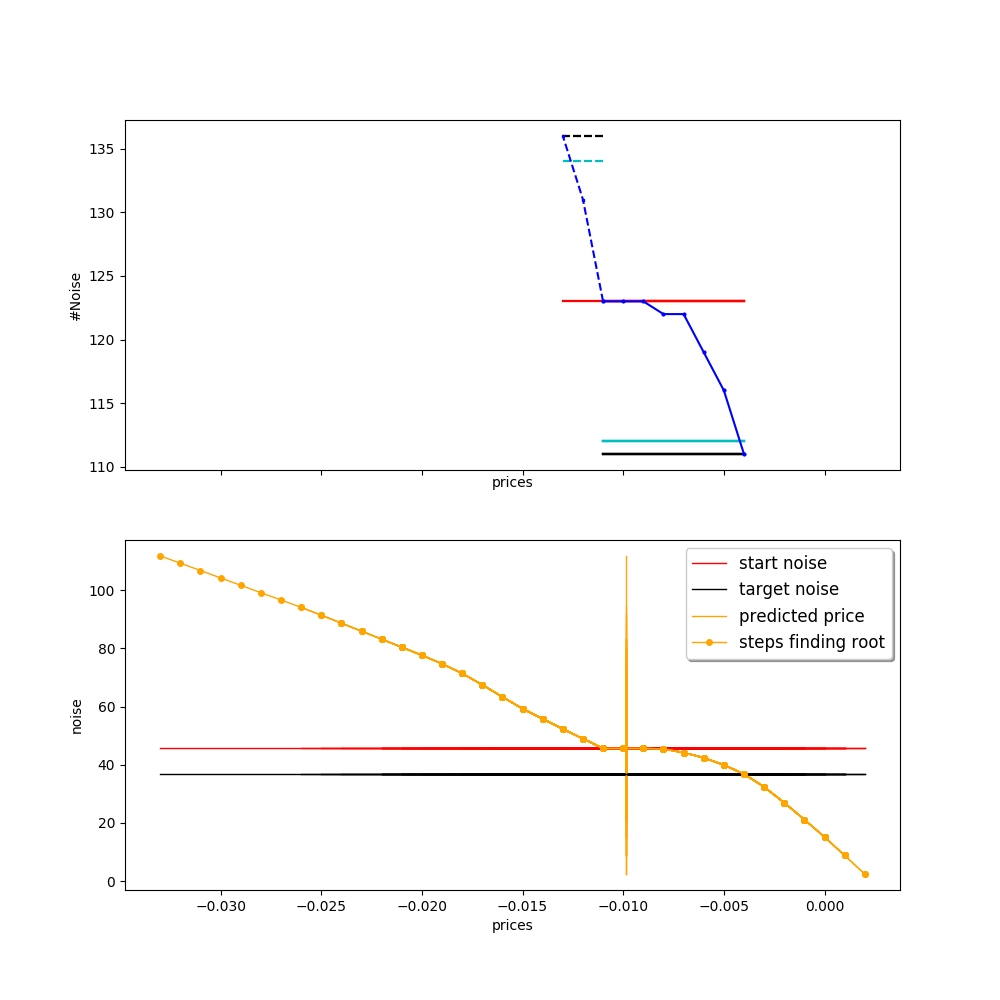 135
130
125
120
115
110
#Noise
prices
start noise
target noise
predicted price
steps finding root
100
80
60
40
20
0
noise
−0.030
−0.025
−0.020
−0.015
−0.010
−0.005
0.000
prices